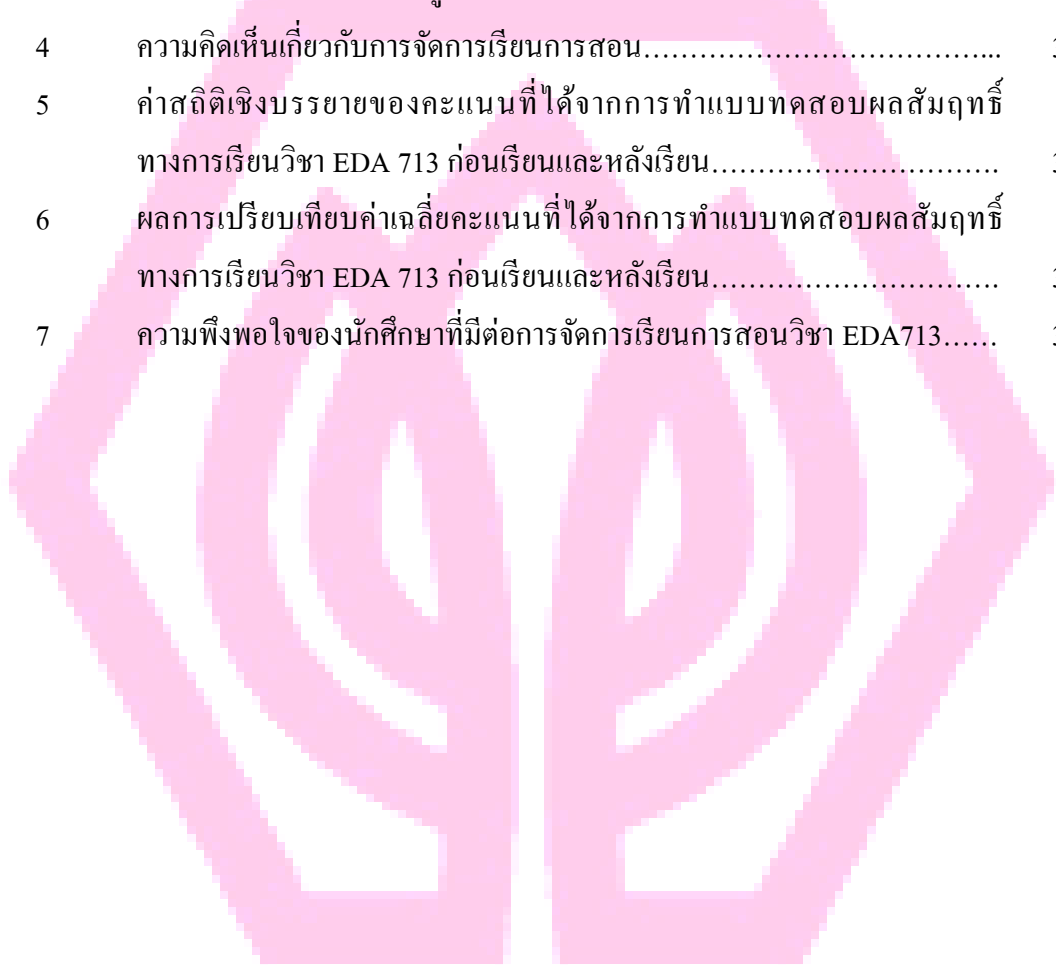 4 ความคิดเห็นเกี่ยวกับการจัดการเรียนการสอน…………………………………... 3
5 ค่าสถิติเชิงบรรยายของคะแนนที่ได้จากการทำแบบทดสอบผลสัมฤทธิ์
ทางการเรียนวิชา EDA 713 ก่อนเรียนและหลังเรียน…………………………. 3
6 ผลการเปรียบเทียบค่าเฉลี่ยคะแนนที่ได้จากการทำแบบทดสอบผลสัมฤทธิ์
ทางการเรียนวิชา EDA 713 ก่อนเรียนและหลังเรียน…………………………. 3
7 ความพึงพอใจของนักศึกษาที่มีต่อการจัดการเรียนการสอนวิชา EDA713…… 3